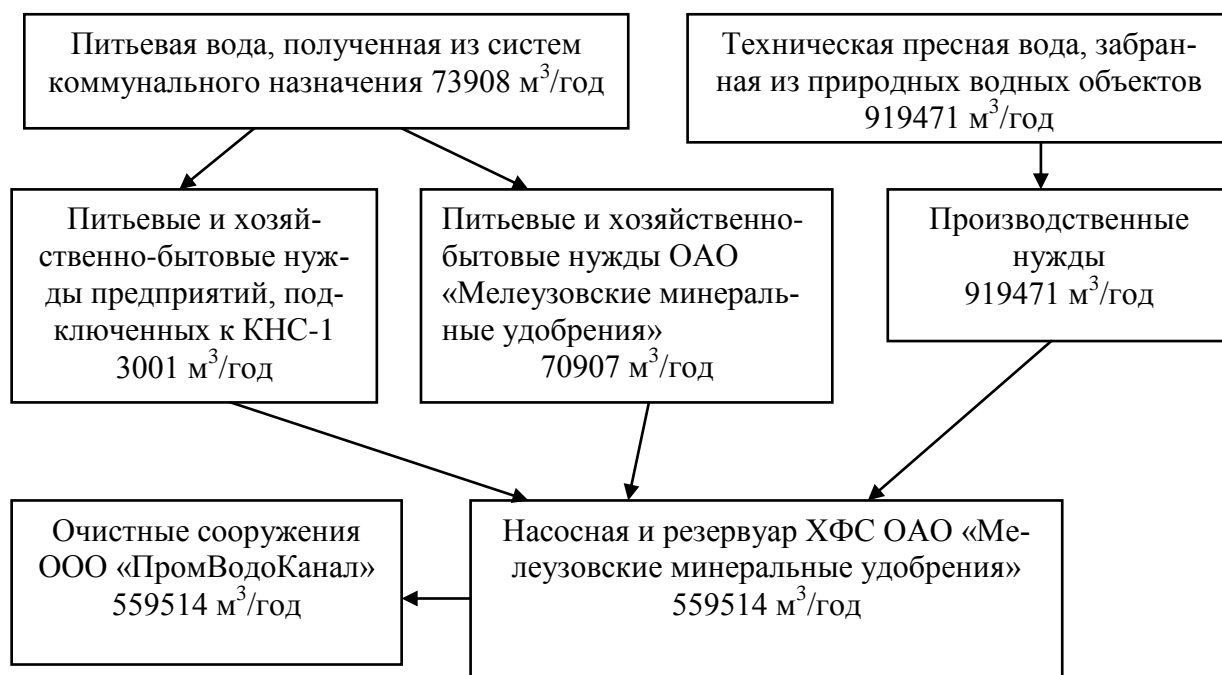 Питьевая вода, полученная из систем
коммунального назначения 73908 м³/год
Техническая пресная вода, забран-
ная из природных водных объектов
919471 м³/год
Питьевые и хозяй-
ственно-бытовые нуж-
ды предприятий, под-
ключенных к КНС-1
3001 м³/год
Питьевые и хозяйственно-
бытовые нужды ОАО
«Мелеузовские минераль-
ные удобрения»
70907 м³/год
Производственные
нужды
919471 м³/год
Очистные сооружения
ООО «ПромВодоКанал»
559514 м³/год
Насосная и резервуар ХФС ОАО «Ме-
леузовские минеральные удобрения»
559514 м³/год